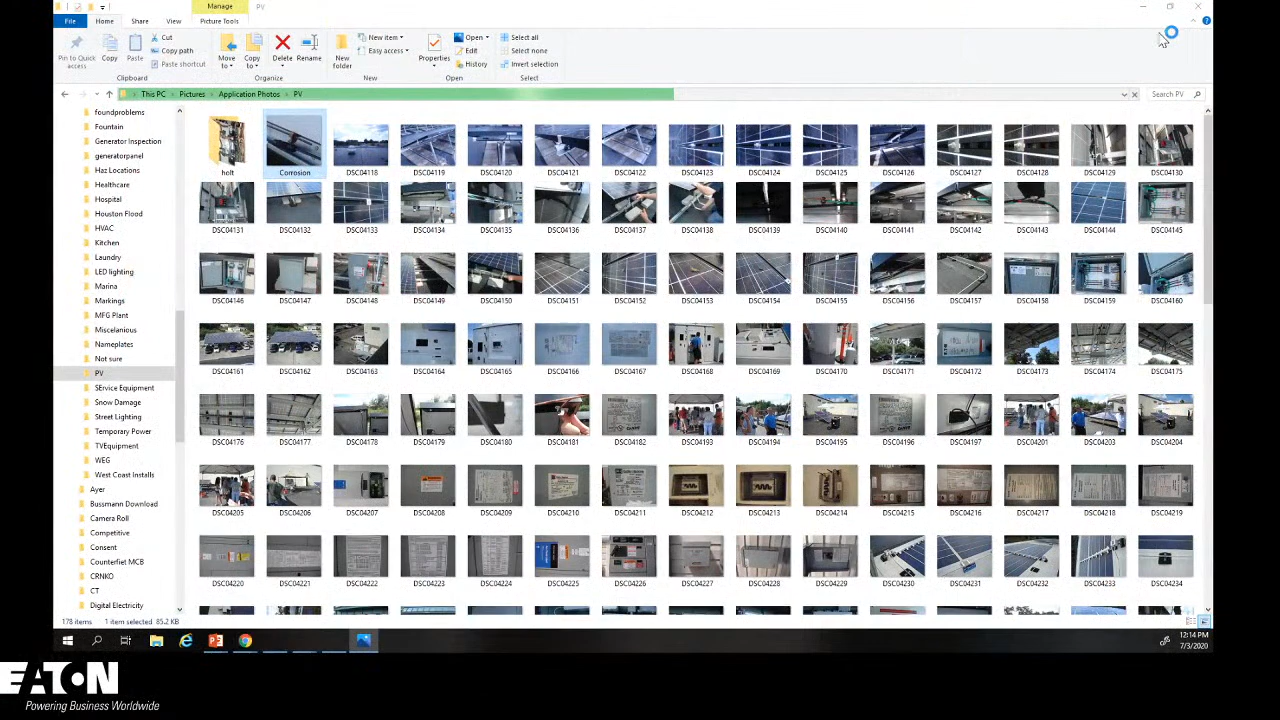 Manage
PV
File
Home
Share
View
Picture Tools
Pin to Quick access
Copy
Paste
Cut
Copy path
Paste shortcut
Move to
Copy to
Delete
Rename
New folder
New item
Easy access
Properties
Open
Edit
History
Select all
Select none
Invert selection
Clipboard
Organize
New
Open
Select
This PC
Pictures
Application Photos
PV
Search PV
foundproblems
Fountain
Generator Inspection
generatorpanel
Haz Locations
Healthcare
Hospital
Houston Flood
HVAC
Kitchen
Laundry
LED lighting
Marina
Markings
MFG Plant
Miscelanious
Nameplates
Not sure
PV
SErvice Equipment
Snow Damage
Street Lighting
Temporary Power
TVEquipment
WEG
West Coast Installs
Ayer
Bussmann Download
Camera Roll
Competitive
Consent
Counterfiet MCB
CRNKO
CT
Digital Electricity
holt Corrosion DSC04118 DSC04119 DSC04120 DSC04121 DSC04122 DSC04123 DSC04124 DSC04125 DSC04126 DSC04127 DSC04128 DSC04129 DSC04130
DSC04131 DSC04132 DSC04133 DSC04134 DSC04135 DSC04136 DSC04137 DSC04138 DSC04139 DSC04140 DSC04141 DSC04142 DSC04143 DSC04144 DSC04145
DSC04146 DSC04147 DSC04148 DSC04149 DSC04150 DSC04151 DSC04152 DSC04153 DSC04154 DSC04155 DSC04156 DSC04157 DSC04158 DSC04159 DSC04160
DSC04161 DSC04162 DSC04163 DSC04164 DSC04165 DSC04166 DSC04167 DSC04168 DSC04169 DSC04170 DSC04171 DSC04172 DSC04173 DSC04174 DSC04175
DSC04176 DSC04177 DSC04178 DSC04179 DSC04180 DSC04181 DSC04182 DSC04193 DSC04194 DSC04195 DSC04196 DSC04197 DSC04201 DSC04203 DSC04204
DSC04205 DSC04206 DSC04207 DSC04208 DSC04209 DSC04210 DSC04211 DSC04212 DSC04213 DSC04214 DSC04215 DSC04216 DSC04217 DSC04218 DSC04219
DSC04220 DSC04221 DSC04222 DSC04223 DSC04224 DSC04225 DSC04226 DSC04227 DSC04228 DSC04229 DSC04230 DSC04231 DSC04232 DSC04233 DSC04234
178 items 1 item selected 85.2 KB
12:14 PM
7/3/2020
EATON
Powering Business Worldwide